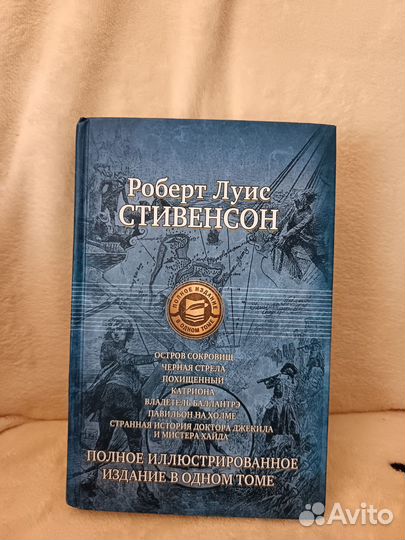 Роберт Луис
СТИВЕНСОН
ПОЛНОЕ ИЗДАНИЕ
В ОДНОМ ТОМЕ
ОСТРОВ СОКРОВИЩ
ЧЕРНАЯ СТРЕЛА
ПОХИЩЕННЫЙ
КАТРИОНА
ВЛАДЕТЕЛЬ БАЛЛАНТРЭ
ПАВИЛЬОН НА ХОЛМЕ
СТРАННАЯ ИСТОРИЯ ДОКТОРА ДЖЕКИЛА
И МИСТЕРА ХАЙДА
ПОЛНОЕ ИЛЛЮСТРИРОВАННОЕ
ИЗДАНИЕ В ОДНОМ ТОМЕ
Avito